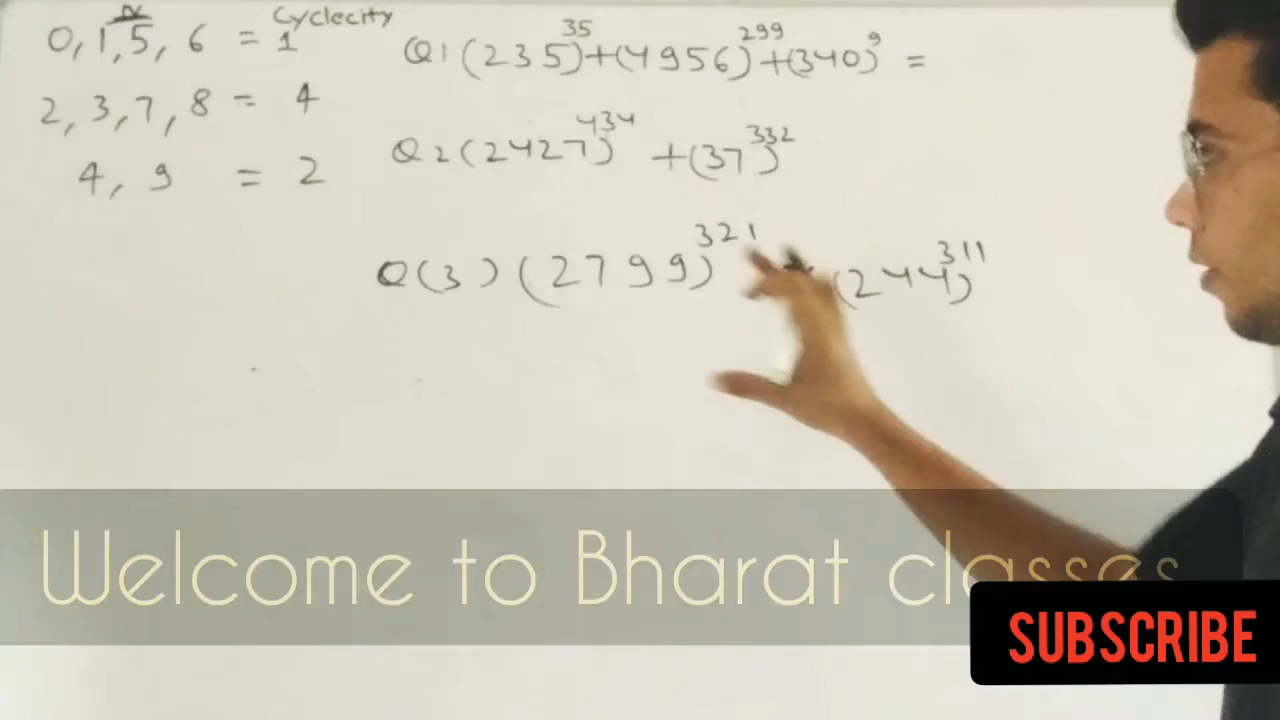 Cyclecity
0, 1, 5, 6 = 1
2, 3, 7, 8 = 4
4, 9 = 2
Q1 (235)^35 + (4956)^299 + (340)^9 =
Q2 (2427)^434 + (37)^332
Q(3) (2799)^321 (244)^311
Welcome to Bharat classes
SUBSCRIBE